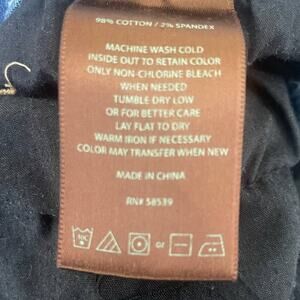 98% COTTON / 2% SPANDEX
MACHINE WASH COLD
INSIDE OUT TO RETAIN COLOR
ONLY NON-CHLORINE BLEACH
WHEN NEEDED
TUMBLE DRY LOW
OR FOR BETTER CARE
LAY FLAT TO DRY
WARM IRON IF NECESSARY
COLOR MAY TRANSFER WHEN NEW
MADE IN CHINA
RN# 58539
30C or